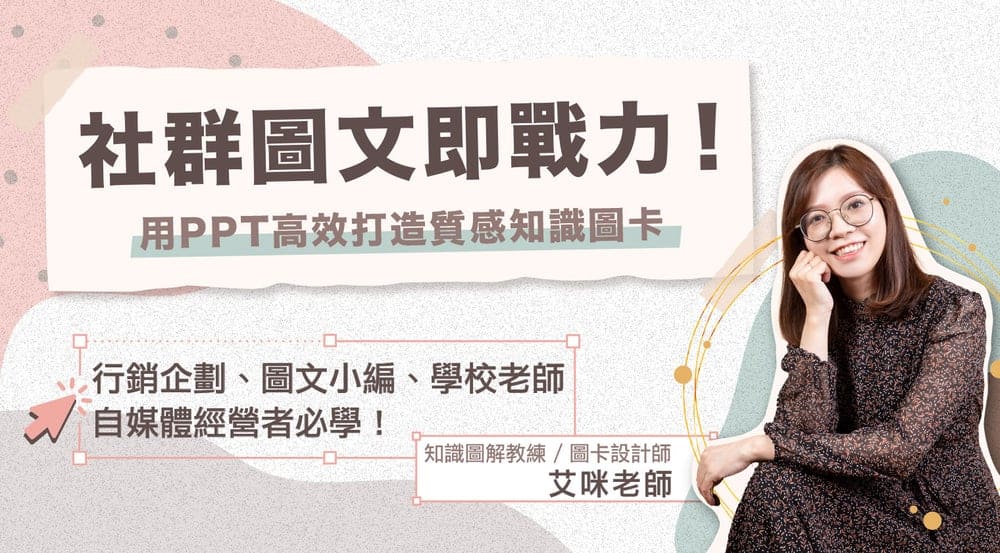 社群圖文即戰力！
用PPT高效打造質感知識圖卡
行銷企劃、圖文小編、學校老師
自媒體經營者必學！
知識圖解教練 / 圖卡設計師
艾咪老師